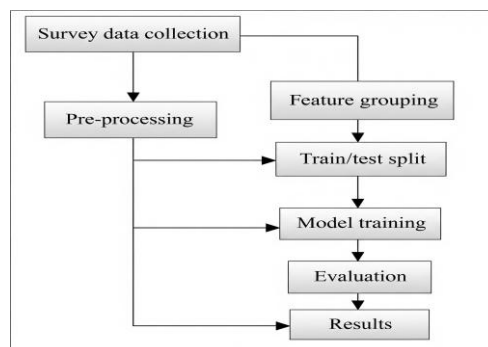 Survey data collection
Feature grouping
Pre-processing
Train/test split
Model training
Evaluation
Results